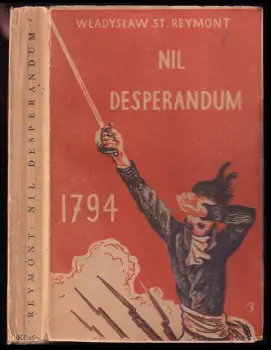 WŁADYSŁAW ST. REYMONT
NIL
DESPERANDUM
1794
REYMONT: NIL DESPERANDUM